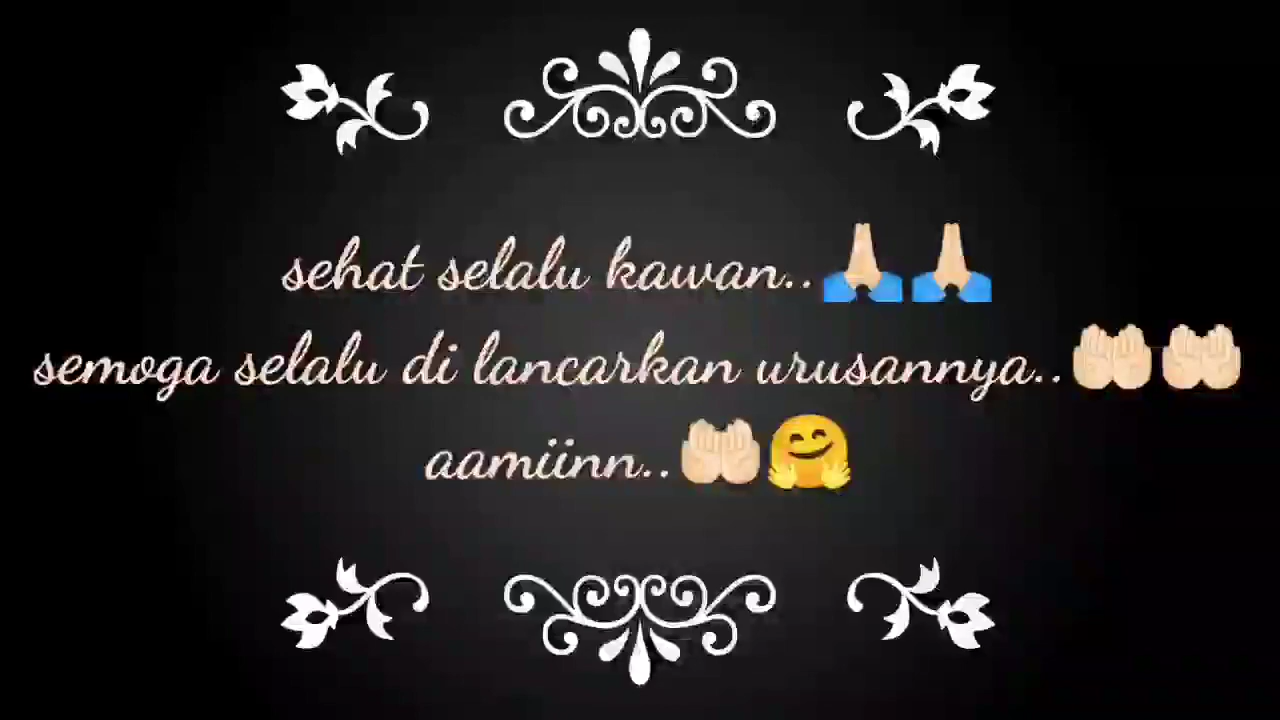 sehat selalu kawan..🙏🏻🙏🏻
semoga selalu di lancarkan urusannya..🤲🏻🤲🏻
aamiinn..🤲🏻🤗